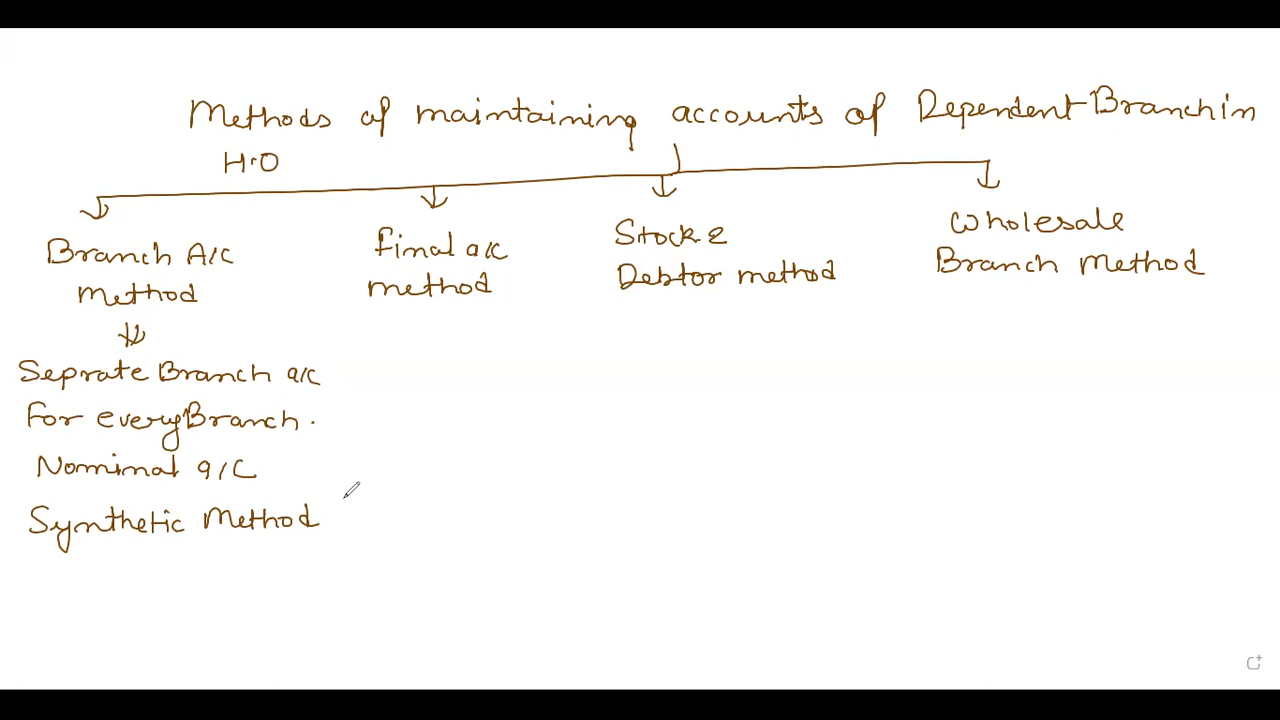 Methods of maintaining accounts of Dependent Branch in
H.O
Branch A/C
Method
Final a/c
method
Stock &
Debtor method
Wholesale
Branch Method
Seprate Branch a/c
For every Branch.
Nominal a/c
Synthetic Method